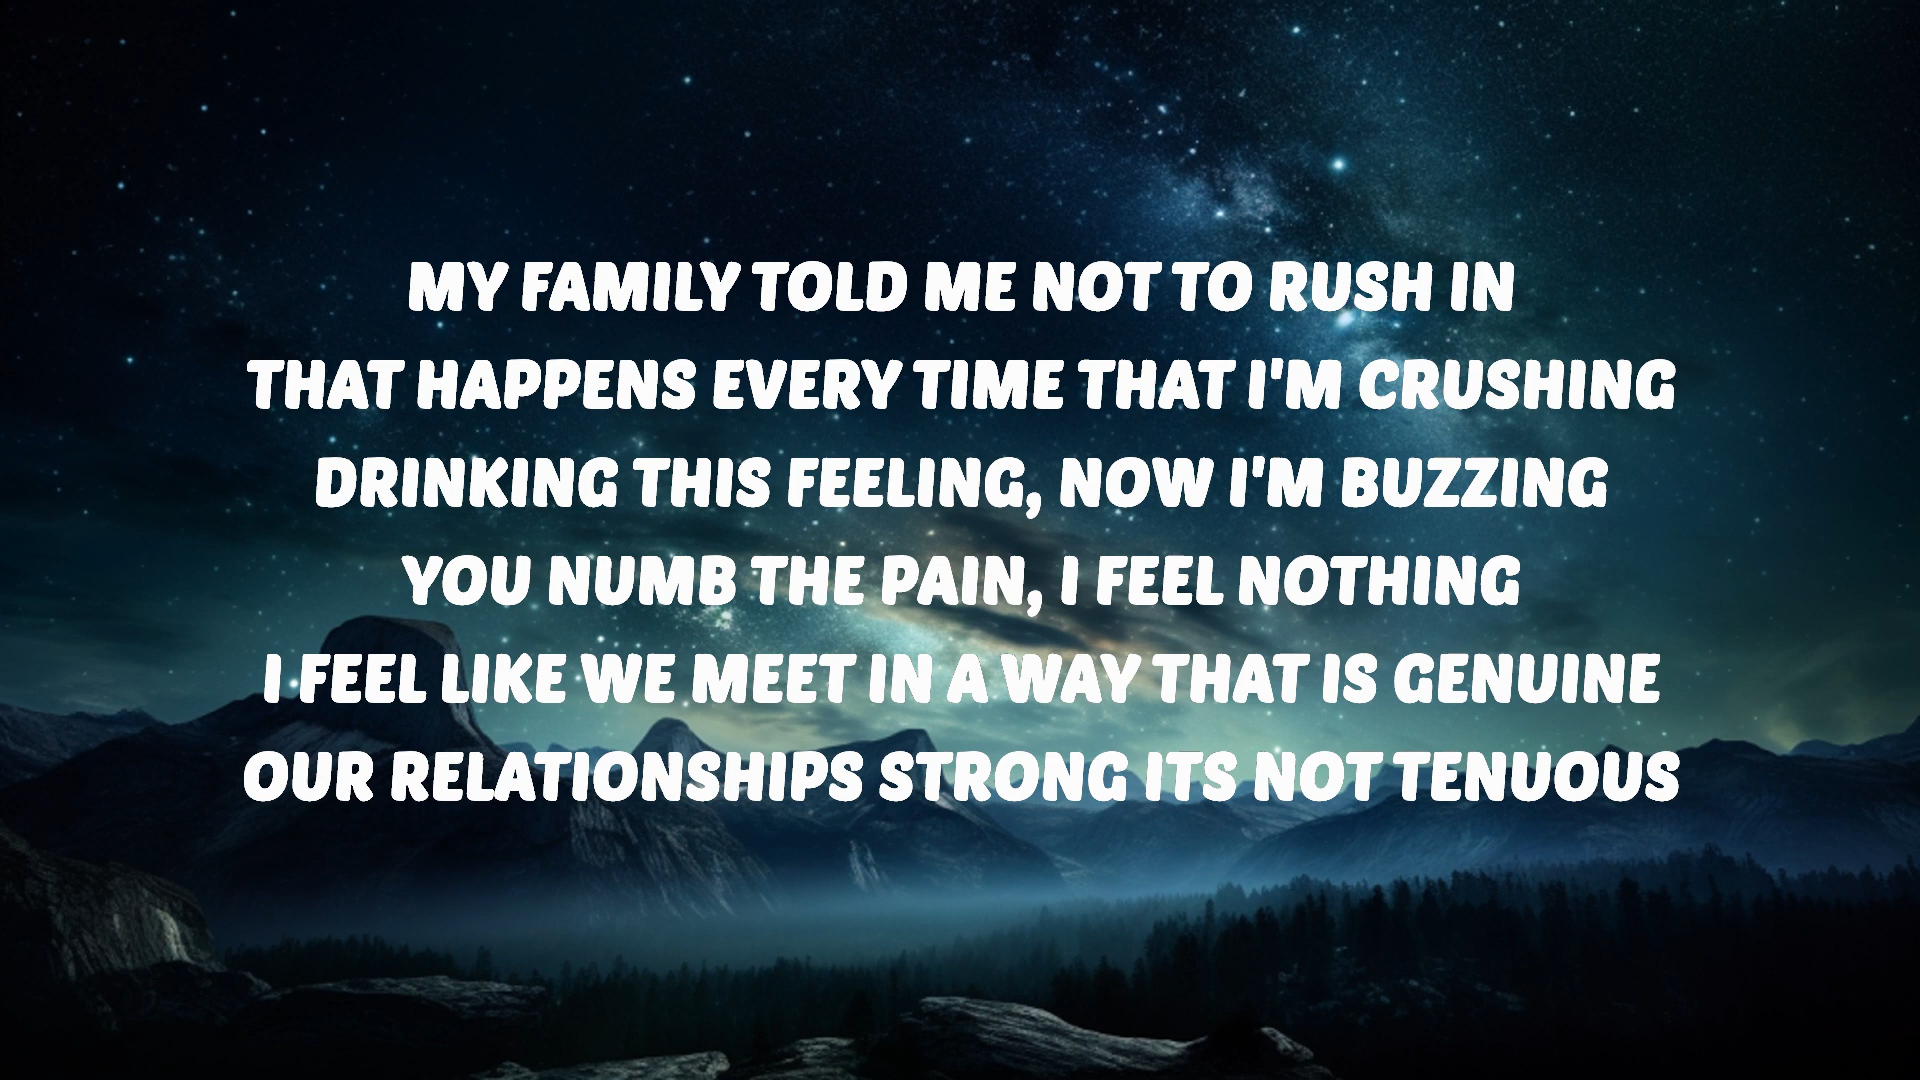 MY FAMILY TOLD ME NOT TO RUSH IN
THAT HAPPENS EVERY TIME THAT I'M CRUSHING
DRINKING THIS FEELING, NOW I'M BUZZING
YOU NUMB THE PAIN, I FEEL NOTHING
I FEEL LIKE WE MEET IN A WAY THAT IS GENUINE
OUR RELATIONSHIPS STRONG ITS NOT TENUOUS